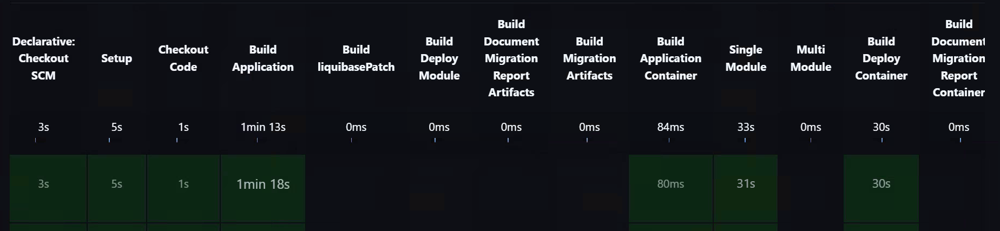 Declarative:
Checkout
SCM
Setup
Checkout
Code
Build
Application
Build
liquibasePatch
Build
Deploy
Module
Build
Document
Migration
Report
Artifacts
Build
Migration
Artifacts
Build
Application
Container
Single
Module
Multi
Module
Build
Deploy
Container
Build
Document
Migration
Report
Container
3s 5s 1s 1min 13s 0ms 0ms 0ms 0ms 84ms 33s 0ms 30s 0ms
3s 5s 1s 1min 18s 80ms 31s 30s